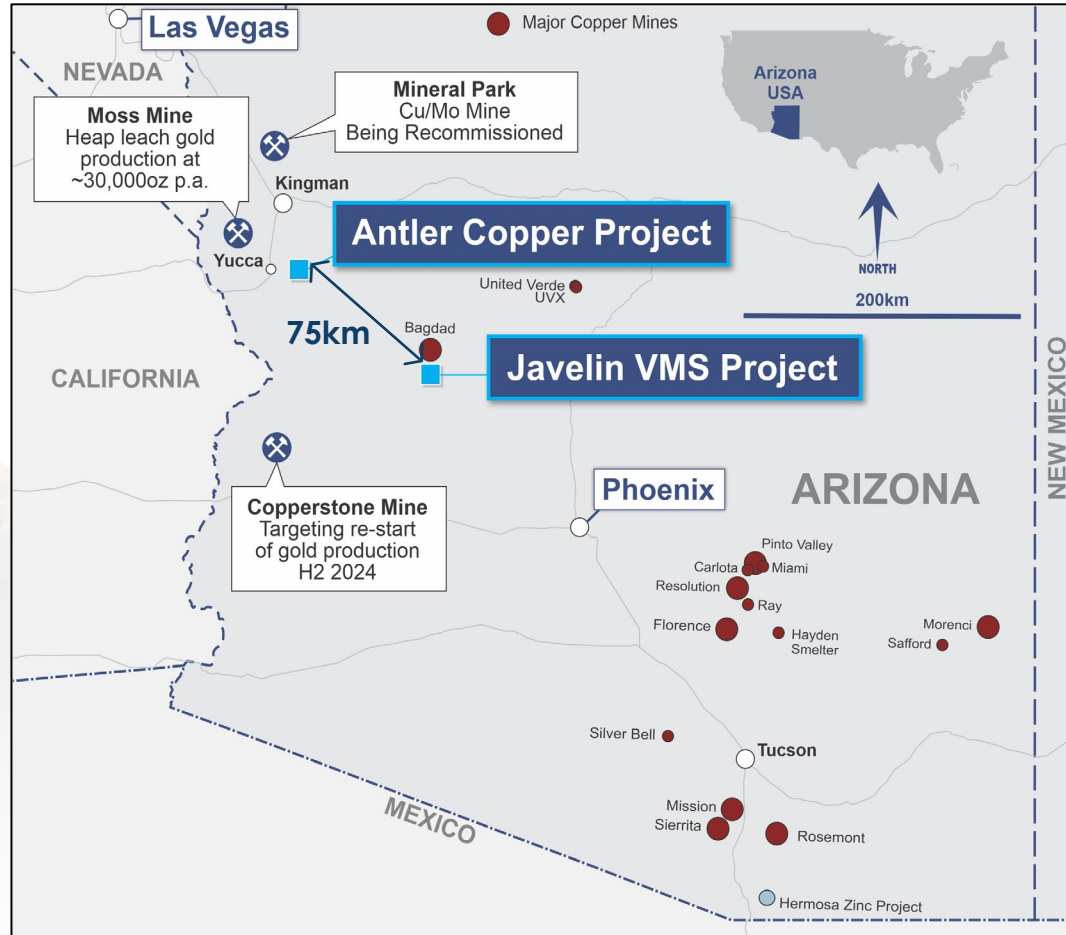 Las Vegas
Major Copper Mines
NEVADA
Arizona
USA
Moss Mine
Heap leach gold
production at
~30,000oz p.a.
Mineral Park
Cu/Mo Mine
Being Recommissioned
Kingman
Antler Copper Project
Yucca
NORTH
200km
United Verde
UVX
75km
Bagdad
Javelin VMS Project
CALIFORNIA
NEW MEXICO
Copperstone Mine
Targeting re-start
of gold production
H2 2024
Phoenix
ARIZONA
Pinto Valley
Carlota
Miami
Resolution
Ray
Florence
Hayden
Smelter
Morenci
Safford
Silver Bell
Tucson
Mission
Sierrita
Rosemont
MEXICO
Hermosa Zinc Project